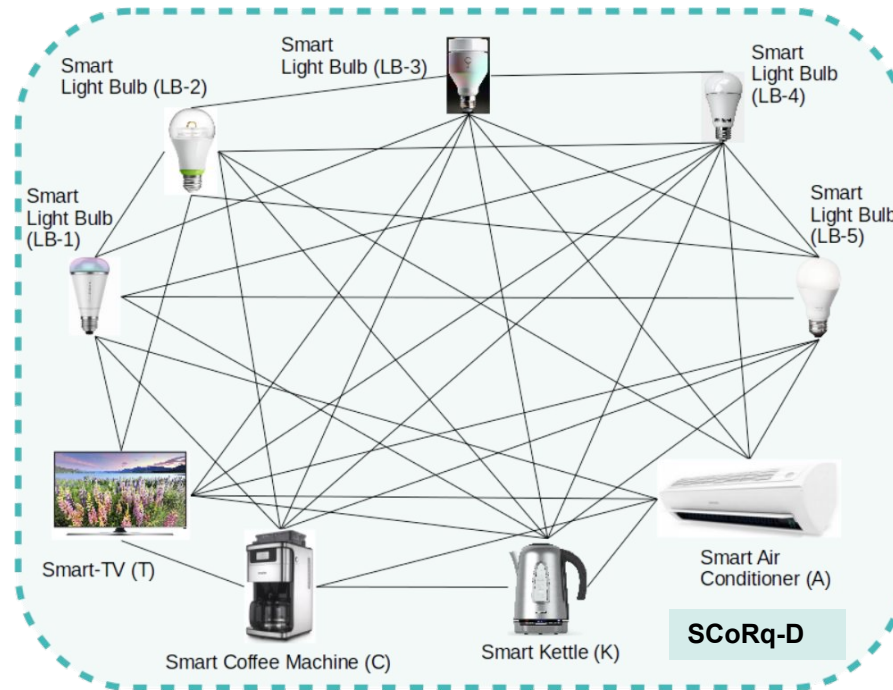 Smart
Light Bulb (LB-3)
Smart
Light Bulb
(LB-4)
Smart
Light Bulb (LB-2)
Smart
Light Bulb
(LB-1)
Smart
Light Bulb
(LB-5)
Smart-TV (T)
Smart Coffee Machine (C)
Smart Kettle (K)
Smart Air
Conditioner (A)
SCoRq-D